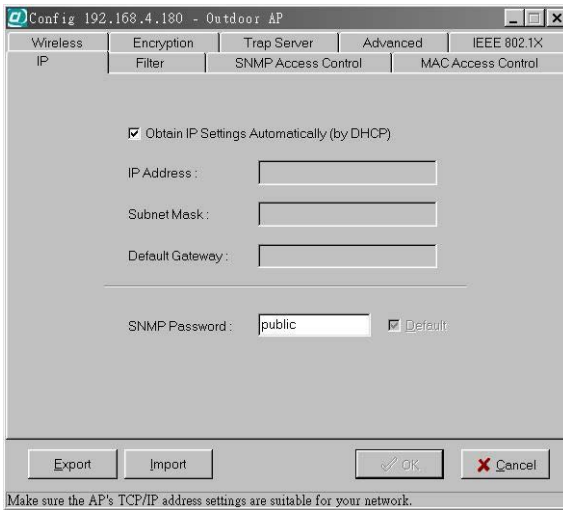 Config 192.168.4.180 - Outdoor AP
Wireless Encryption Trap Server Advanced IEEE 802.1X
IP Filter SNMP Access Control MAC Access Control
Obtain IP Settings Automatically (by DHCP)
IP Address :
Subnet Mask :
Default Gateway :
SNMP Password : public Default
Export Import OK Cancel
Make sure the AP's TCP/IP address settings are suitable for your network.